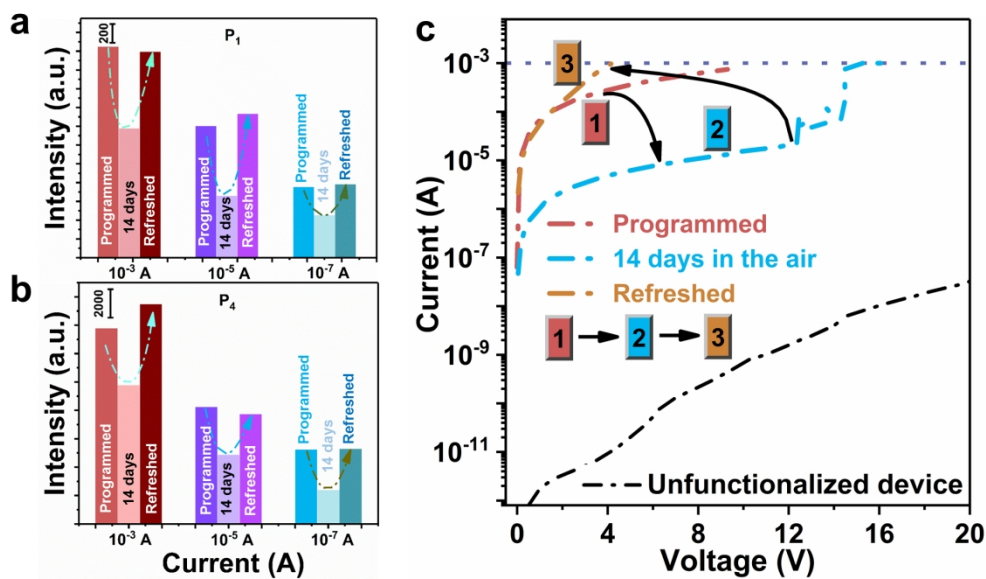 a
200
P1
Intensity (a.u.)
Programmed
14 days
Refreshed
Programmed
14 days
Refreshed
Programmed
14 days
Refreshed
10-3 A
10-5 A
10-7 A
b
2000
P4
Intensity (a.u.)
Programmed
14 days
Refreshed
Programmed
14 days
Refreshed
Programmed
14 days
Refreshed
10-3 A
10-5 A
10-7 A
Current (A)
c
Current (A)
10-3
10-5
10-7
10-9
10-11
3
1
2
Programmed
14 days in the air
Refreshed
1 2 3
Unfunctionalized device
0 4 8 12 16 20
Voltage (V)